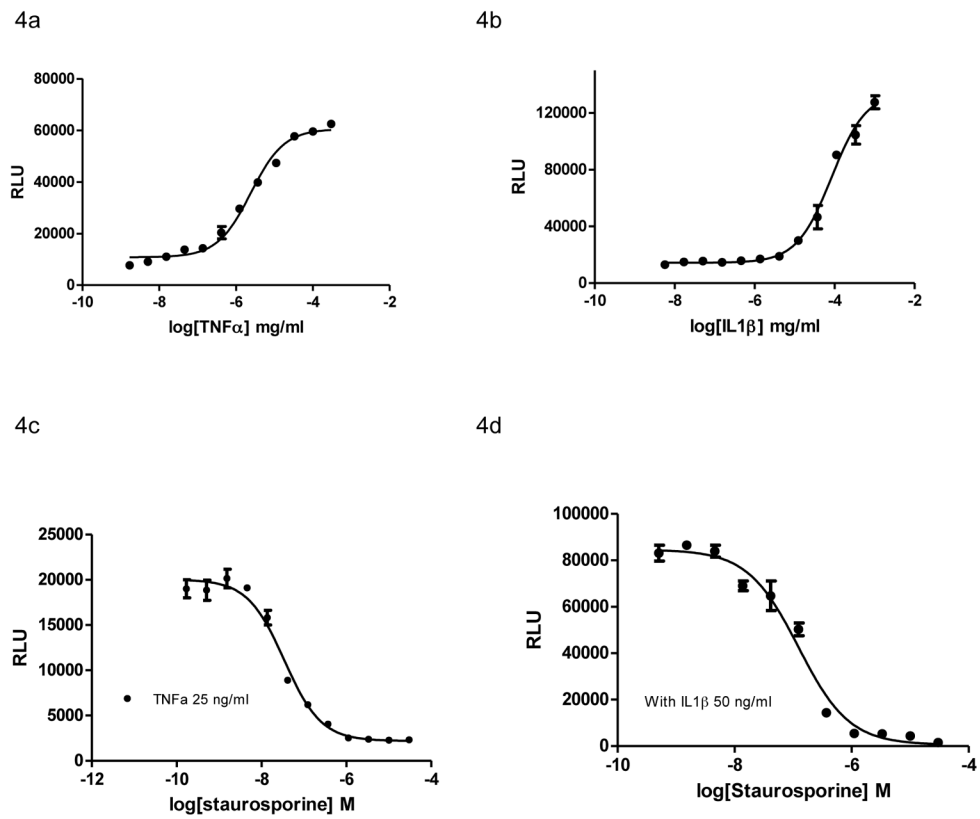 4a
80000
60000
40000
20000
0
RLU
-10
-8
-6
-4
-2
log[TNFα] mg/ml
4b
120000
80000
40000
0
RLU
-10
-8
-6
-4
-2
log[IL1β] mg/ml
4c
25000
20000
15000
10000
5000
0
RLU
TNFa 25 ng/ml
-12
-10
-8
-6
-4
log[staurosporine] M
4d
100000
80000
60000
40000
20000
0
RLU
With IL1β 50 ng/ml
-10
-8
-6
-4
log[Staurosporine] M